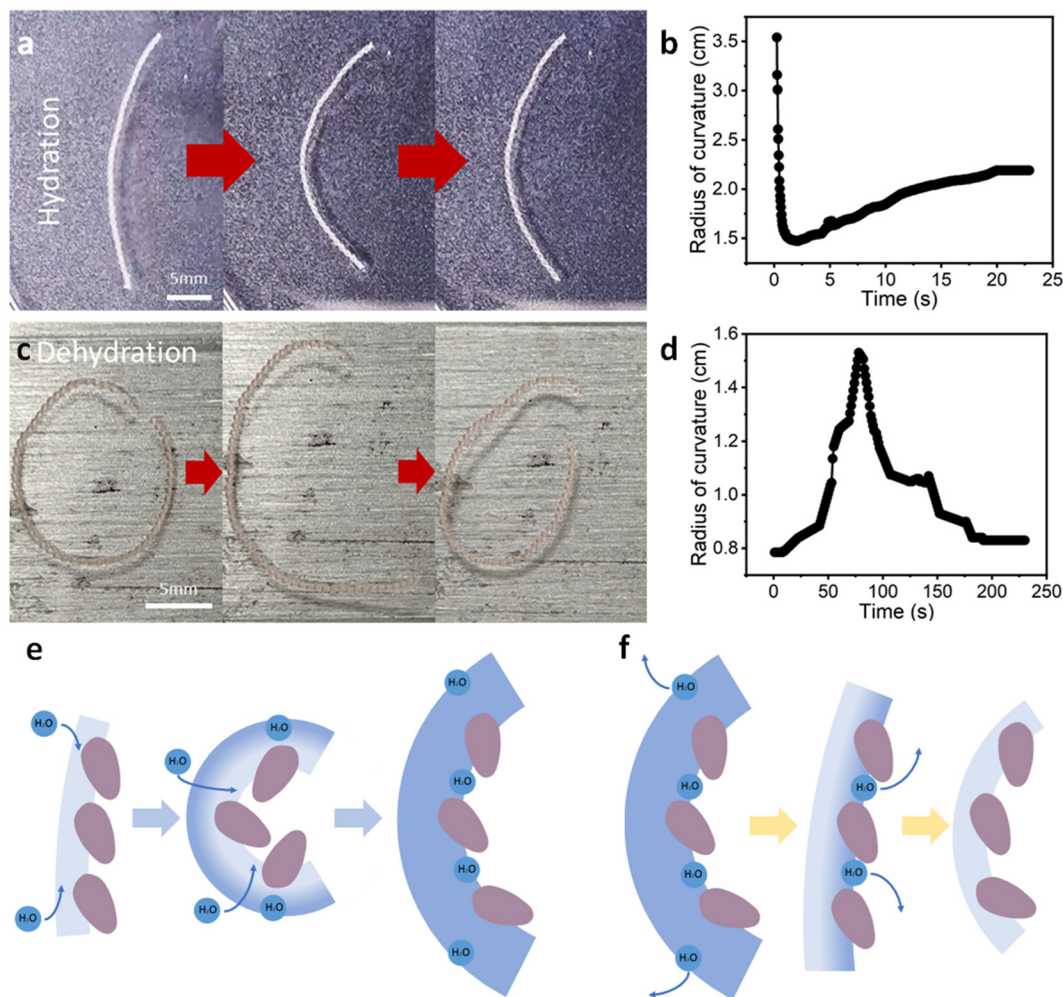 a
Hydration
5mm
b
Radius of curvature (cm)
3.5
3.0
2.5
2.0
1.5
0 5 10 15 20 25
Time (s)
c Dehydration
5mm
d
Radius of curvature (cm)
1.6
1.4
1.2
1.0
0.8
0 50 100 150 200 250
Time (s)
e
H₂O
H₂O
H₂O
H₂O
H₂O
H₂O
H₂O
H₂O
H₂O
H₂O
f
H₂O
H₂O
H₂O
H₂O
H₂O
H₂O